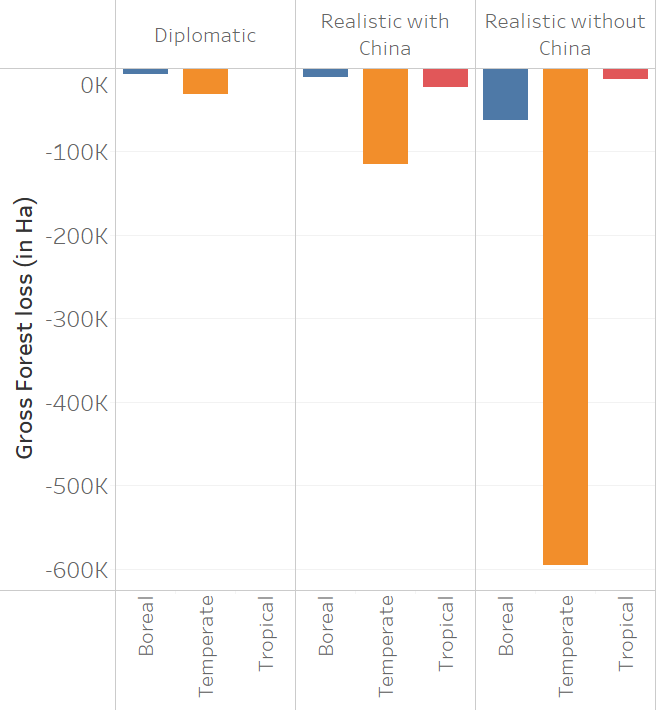 Diplomatic
Realistic with
China
Realistic without
China
Gross Forest loss (in Ha)
0K
-100K
-200K
-300K
-400K
-500K
-600K
Boreal
Temperate
Tropical
Boreal
Temperate
Tropical
Boreal
Temperate
Tropical